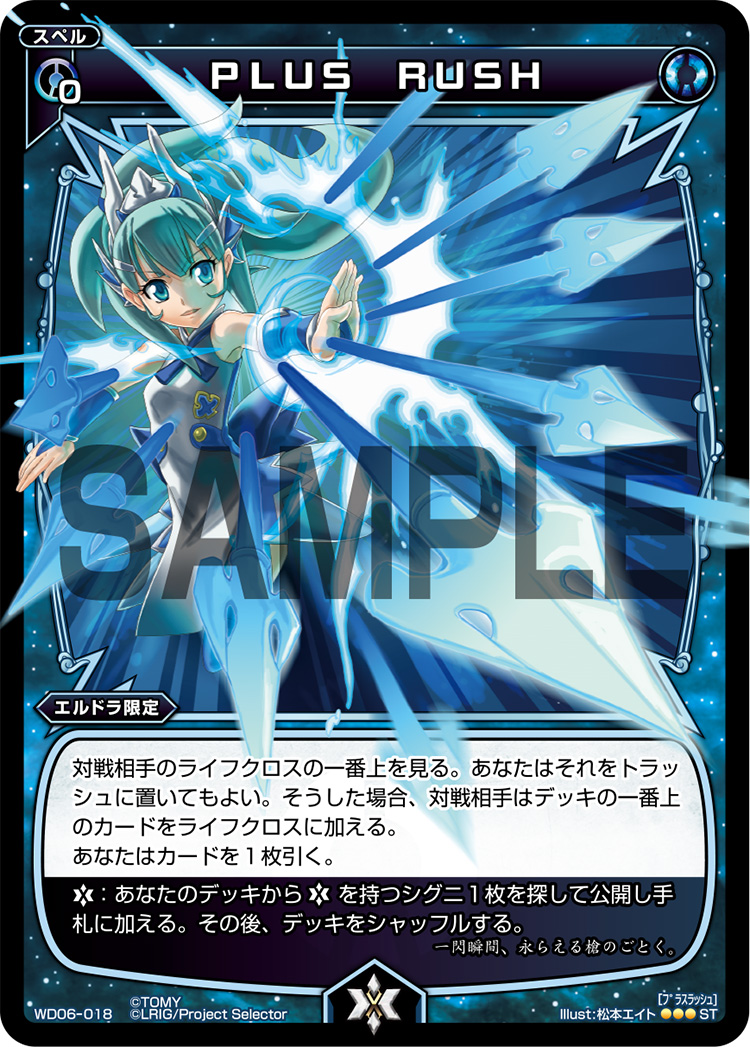 スペル
0
PLUS RUSH
SAMPLE
エルドラ限定
対戦相手のライフクロスの一番上を見る。あなたはそれをトラッ
シュに置いてもよい。そうした場合、対戦相手はデッキの一番上
のカードをライフクロスに加える。
あなたはカードを1枚引く。
:あなたのデッキから を持つシグニ1枚を探して公開し手
札に加える。その後、デッキをシャッフルする。
一閃瞬間、永らえる槍のごとく。
©TOMY
[プラスラッシュ]
WD06-018 ©LRIG/Project Selector
Illust:松本エイト ST